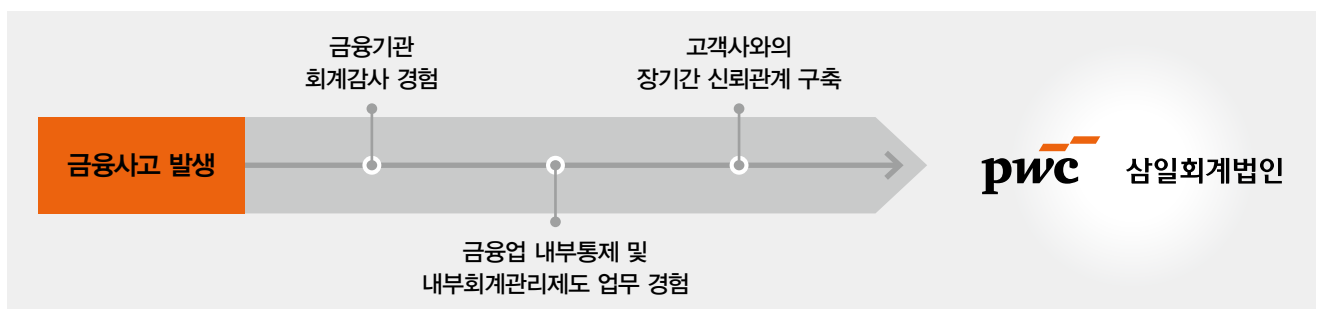 금융기관
회계감사 경험
고객사와의
장기간 신뢰관계 구축
금융사고 발생
pwc 삼일회계법인
금융업 내부통제 및
내부회계관리제도 업무 경험